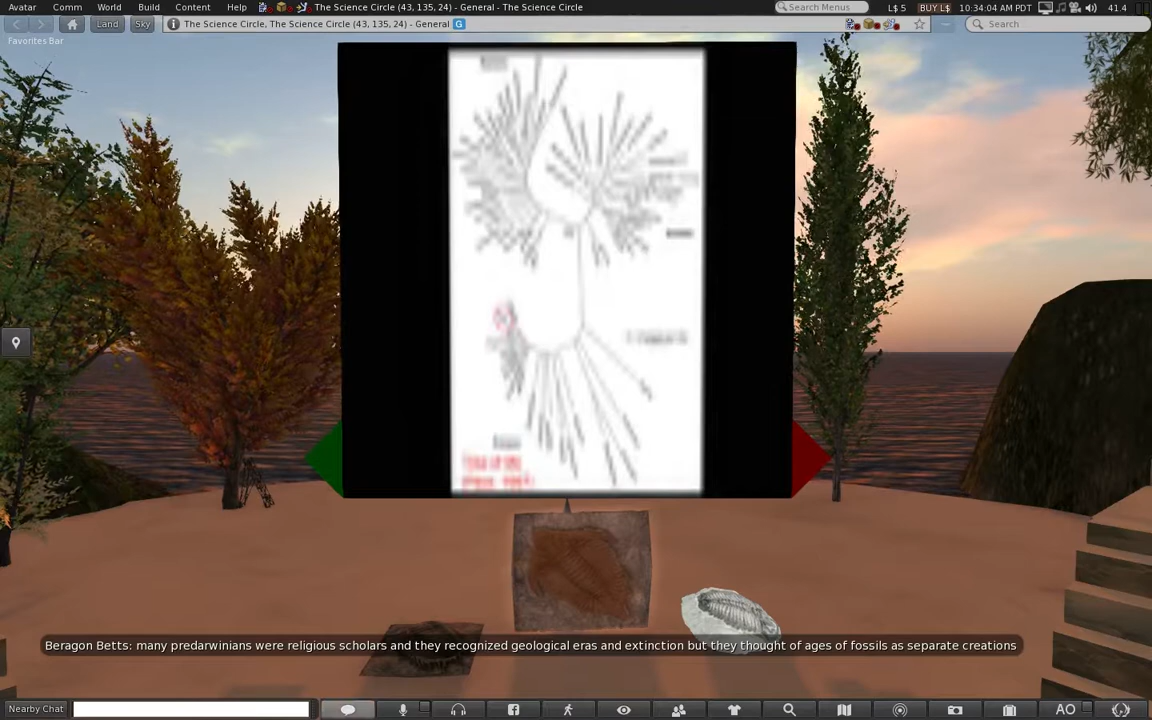 Avatar Comm World Build Content Help The Science Circle (43, 135, 24) - General - The Science Circle Search Menus L$ 5 BUY L$ 10:34:04 AM PDT 41.4
Land Sky The Science Circle, The Science Circle (43, 135, 24) - General G Search
Favorites Bar
Beragon Betts: many predarwinians were religious scholars and they recognized geological eras and extinction but they thought of ages of fossils as separate creations
Nearby Chat AO